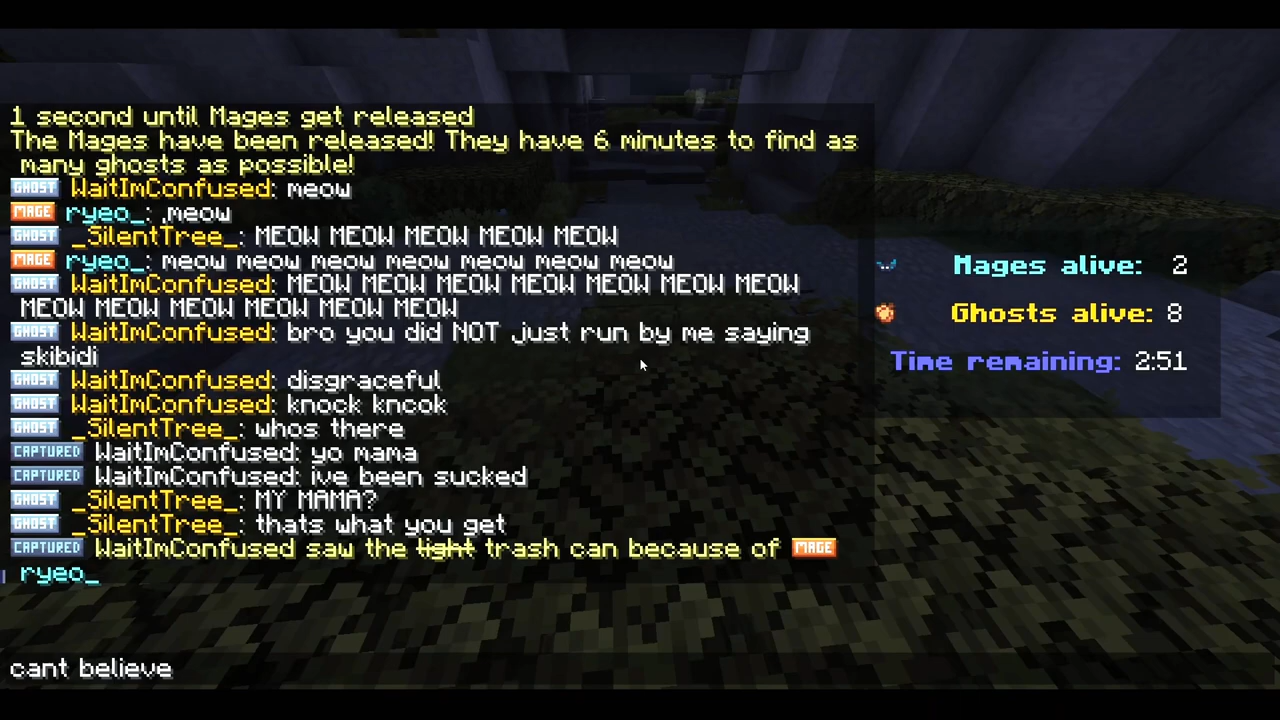 1 second until Mages get released
The Mages have been released! They have 6 minutes to find as
many ghosts as possible!
GHOST WaitImConfused: meow
MAGE ryeo_: ,meow
GHOST _SilentTree_: MEOW MEOW MEOW MEOW MEOW
MAGE ryeo_: meow meow meow meow meow meow meow
GHOST WaitImConfused: MEOW MEOW MEOW MEOW MEOW MEOW MEOW
MEOW MEOW MEOW MEOW MEOW MEOW
GHOST WaitImConfused: bro you did NOT just run by me saying
skibidi
GHOST WaitImConfused: disgraceful
GHOST WaitImConfused: knock kncok
GHOST _SilentTree_: whos there
CAPTURED WaitImConfused: yo mama
CAPTURED WaitImConfused: ive been sucked
GHOST _SilentTree_: MY MAMA?
GHOST _SilentTree_: thats what you get
CAPTURED WaitImConfused saw the light trash can because of MAGE
ryeo_
cant believe
Mages alive: 2
Ghosts alive: 8
Time remaining: 2:51